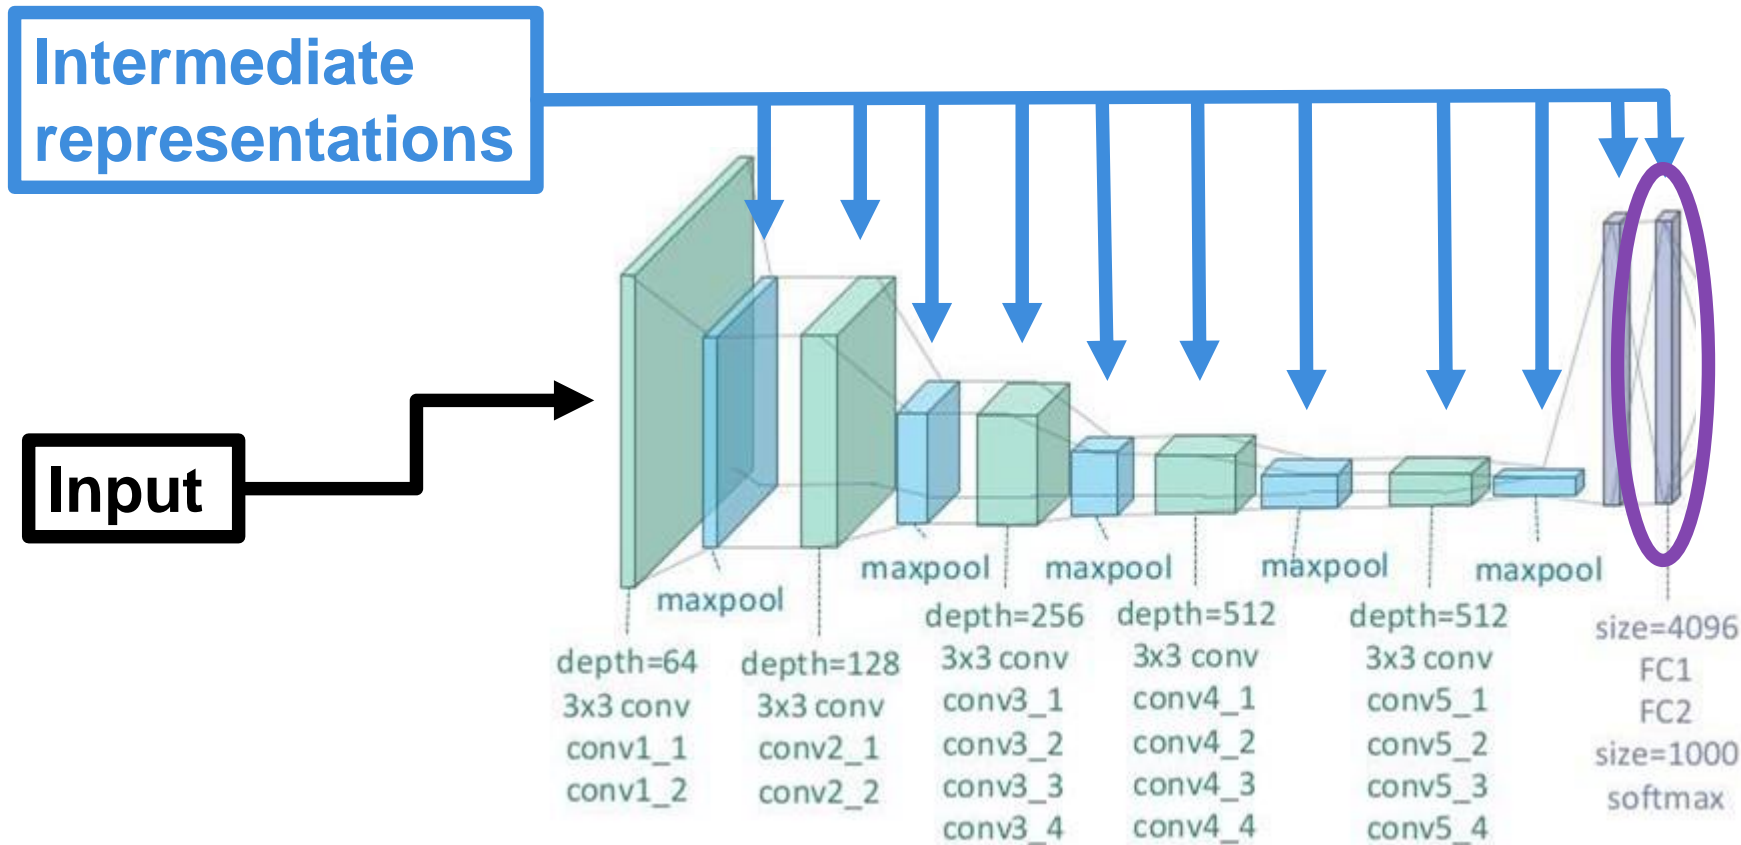 Intermediate
representations
Input
maxpool
maxpool
maxpool
maxpool
maxpool
depth=64
3x3 conv
conv1_1
conv1_2
depth=128
3x3 conv
conv2_1
conv2_2
depth=256
3x3 conv
conv3_1
conv3_2
conv3_3
conv3_4
depth=512
3x3 conv
conv4_1
conv4_2
conv4_3
conv4_4
depth=512
3x3 conv
conv5_1
conv5_2
conv5_3
conv5_4
size=4096
FC1
FC2
size=1000
softmax